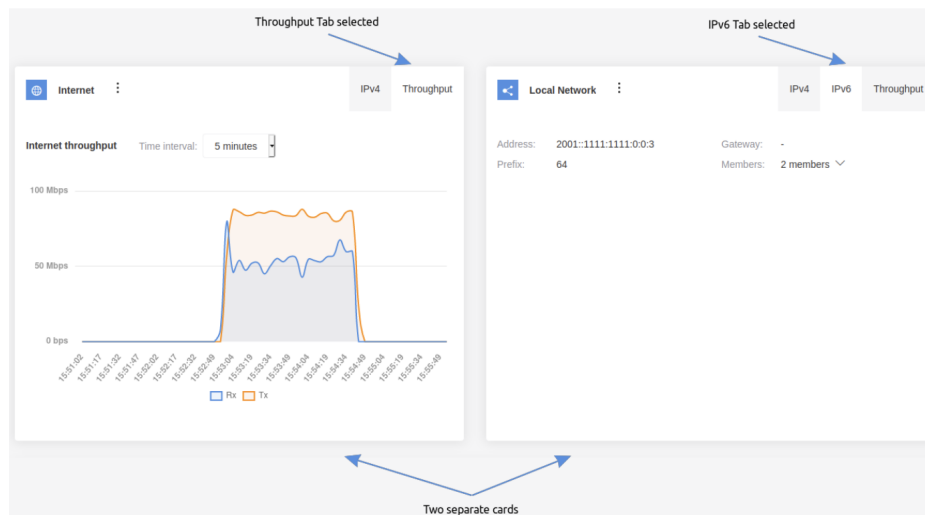 Throughput Tab selected
IPv6 Tab selected
Internet
IPv4
Throughput
Internet throughput
Time interval:
5 minutes
100 Mbps
50 Mbps
0 bps
15:51:02
15:51:17
15:51:32
15:51:47
15:52:02
15:52:17
15:52:32
15:52:49
15:53:04
15:53:19
15:53:34
15:53:49
15:54:04
15:54:19
15:54:34
15:54:49
15:55:04
15:55:19
15:55:34
15:55:49
Rx
Tx
Local Network
IPv4
IPv6
Throughput
Address: 2001::1111:1111:0:0:3
Gateway: -
Prefix: 64
Members: 2 members
Two separate cards